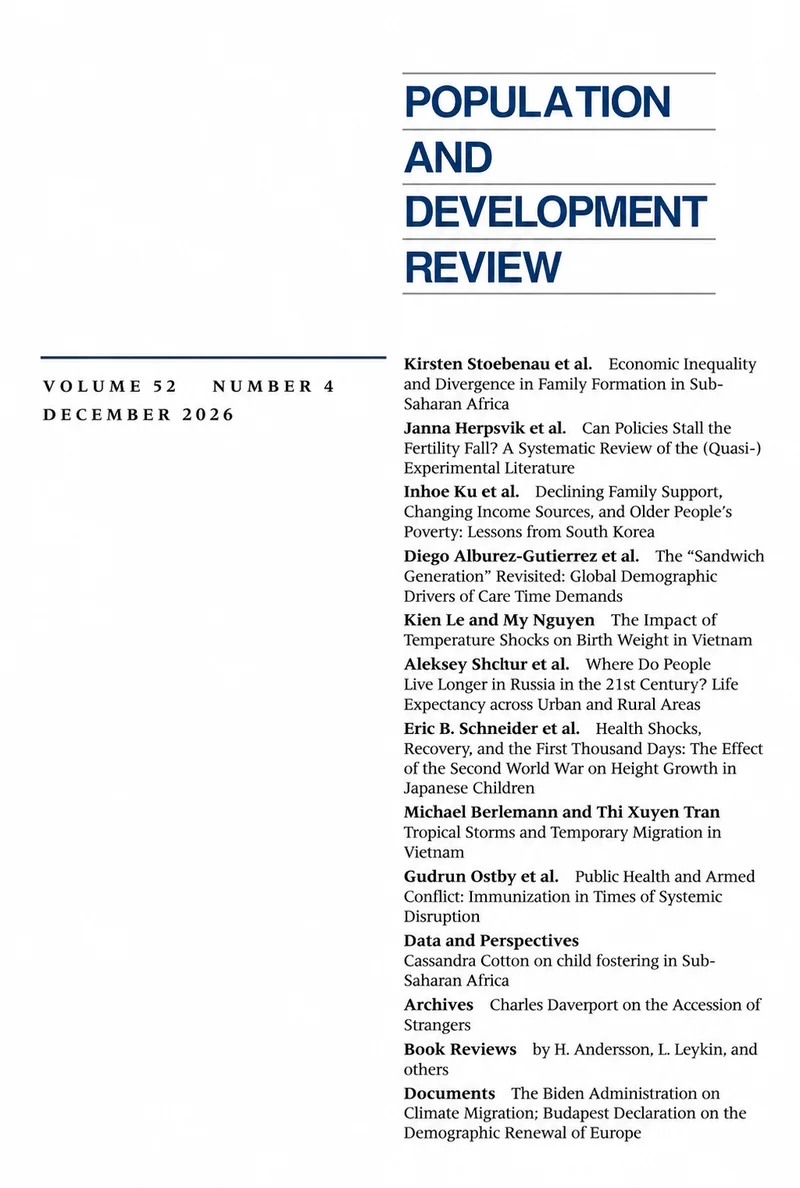 POPULATION
AND
DEVELOPMENT
REVIEW
VOLUME 52 NUMBER 4
DECEMBER 2026
Kirsten Stoebenau et al. Economic Inequality
and Divergence in Family Formation in Sub-
Saharan Africa
Janna Herpsvik et al. Can Policies Stall the
Fertility Fall? A Systematic Review of the (Quasi-)
Experimental Literature
Inhoe Ku et al. Declining Family Support,
Changing Income Sources, and Older People’s
Poverty: Lessons from South Korea
Diego Alburez-Gutierrez et al. The “Sandwich
Generation” Revisited: Global Demographic
Drivers of Care Time Demands
Kien Le and My Nguyen The Impact of
Temperature Shocks on Birth Weight in Vietnam
Aleksey Shchur et al. Where Do People
Live Longer in Russia in the 21st Century? Life
Expectancy across Urban and Rural Areas
Eric B. Schneider et al. Health Shocks,
Recovery, and the First Thousand Days: The Effect
of the Second World War on Height Growth in
Japanese Children
Michael Berlemann and Thi Xuyen Tran
Tropical Storms and Temporary Migration in
Vietnam
Gudrun Ostby et al. Public Health and Armed
Conflict: Immunization in Times of Systemic
Disruption
Data and Perspectives
Cassandra Cotton on child fostering in Sub-
Saharan Africa
Archives Charles Daverport on the Accession of
Strangers
Book Reviews by H. Andersson, L. Leykin, and
others
Documents The Biden Administration on
Climate Migration; Budapest Declaration on the
Demographic Renewal of Europe